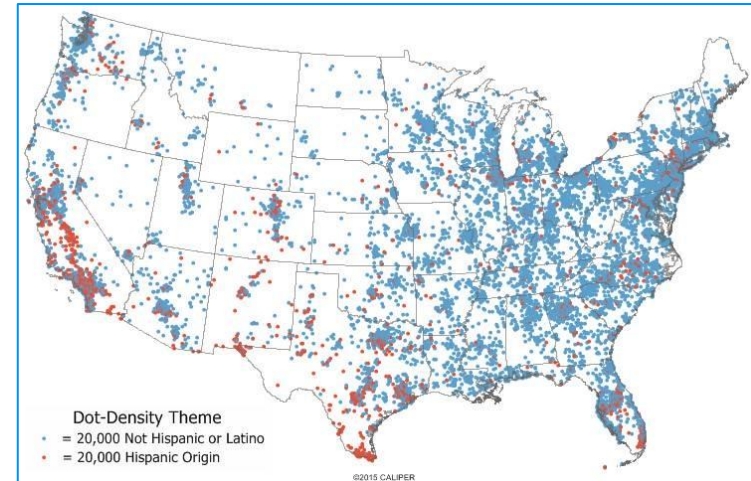 Dot-Density Theme
= 20,000 Not Hispanic or Latino
= 20,000 Hispanic Origin
©2015 CALIPER